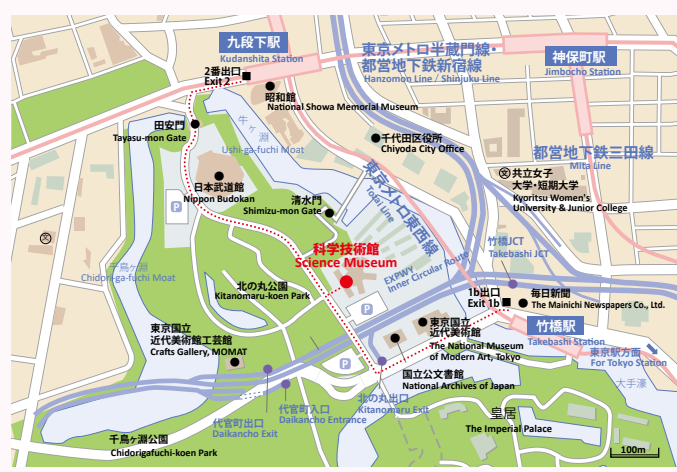 九段下駅
Kudanshita Station
東京メトロ半蔵門線・
都営地下鉄新宿線
Hanzomon Line / Shinjuku Line
神保町駅
Jimbocho Station
2番出口
Exit 2
昭和館
National Showa Memorial Museum
田安門
Tayasu-mon Gate
牛ヶ淵
Ushi-ga-fuchi Moat
千代田区役所
Chiyoda City Office
都営地下鉄三田線
Mita Line
東京メトロ東西線
Tozai Line
文
共立女子
大学・短期大学
Kyoritsu Women's
University & Junior College
日本武道館
Nippon Budokan
清水門
Shimizu-mon Gate
P
文
千鳥ヶ淵
Chidori-ga-fuchi Moat
科学技術館
Science Museum
竹橋JCT
Takebashi JCT
EXPWY
Inner Circular Route
北の丸公園
Kitanomaru-koen Park
1b出口
Exit 1b
毎日新聞
The Mainichi Newspapers Co., Ltd.
P
竹橋駅
Takebashi Station
東京国立
近代美術館工芸館
Crafts Gallery, MOMAT
東京国立
近代美術館
The National Museum
of Modern Art, Tokyo
東京駅方面
For Tokyo Station
P
国立公文書館
National Archives of Japan
大手濠
代官町出口
Daikancho Exit
代官町入口
Daikancho Entrance
北の丸出口
Kitanomaru Exit
皇居
The Imperial Palace
千鳥ヶ淵公園
Chidorigafuchi-koen Park
100m